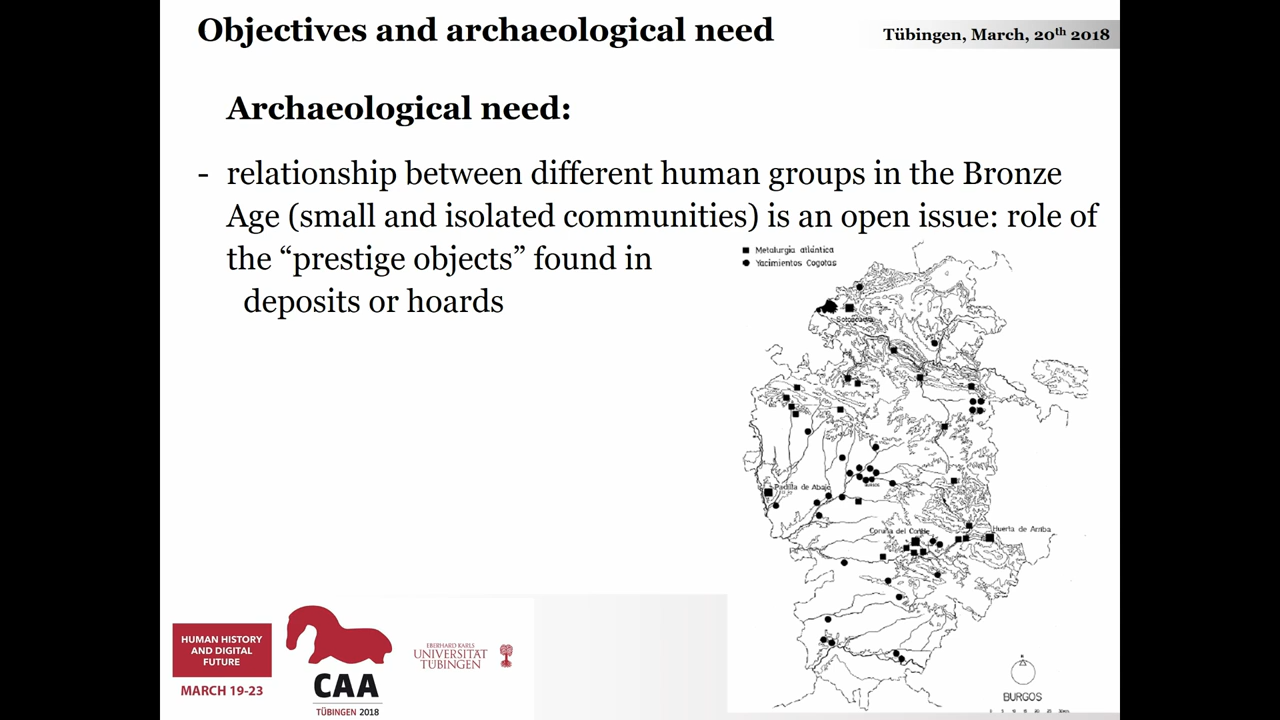 Objectives and archaeological need
Tübingen, March, 20th 2018
Archaeological need:
- relationship between different human groups in the Bronze
Age (small and isolated communities) is an open issue: role of
the “prestige objects” found in
deposits or hoards
Metalurgia atlántica
Yacimientos Cogotas
Padilla de Abajo
Coruña del Conde
Huerta de Arriba
BURGOS
HUMAN HISTORY
AND DIGITAL
FUTURE
MARCH 19-23
CAA
TÜBINGEN 2018
EBERHARD KARLS
UNIVERSITÄT
TÜBINGEN